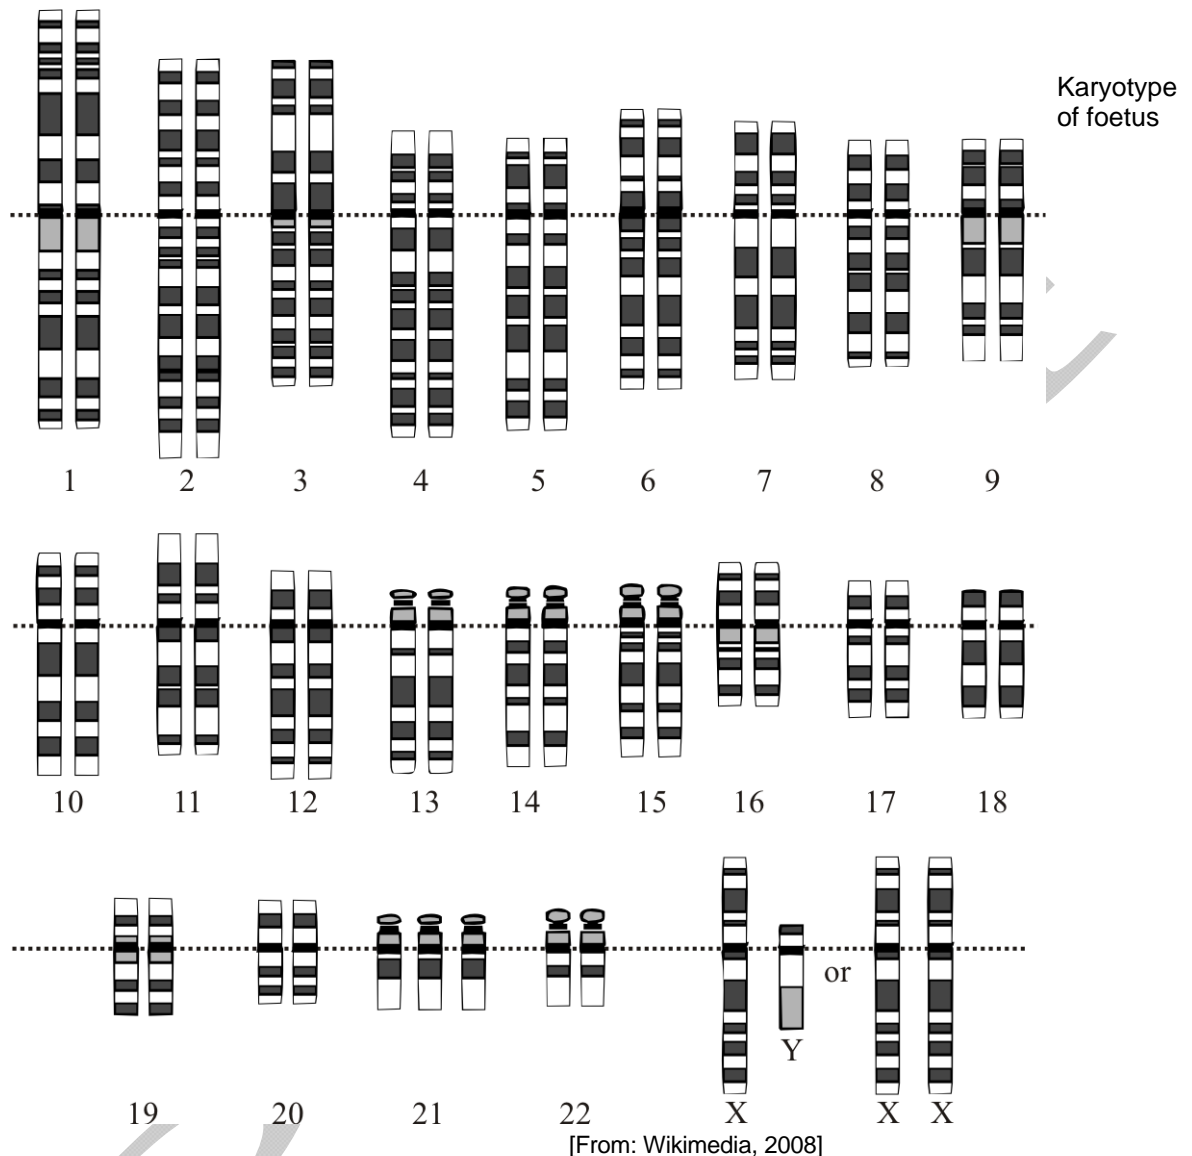 Karyotype
of foetus
1 2 3 4 5 6 7 8 9
10 11 12 13 14 15 16 17 18
or
Y
19 20 21 22 X X X
[From: Wikimedia, 2008]